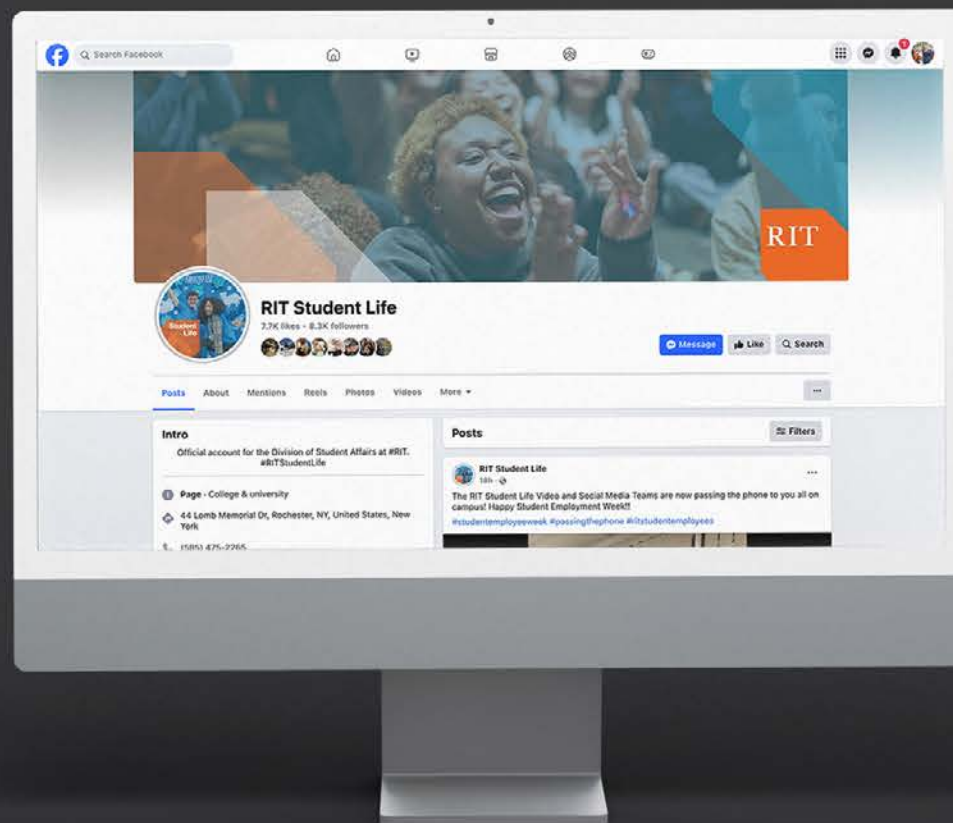 Search Facebook
1
RIT
Student
Life
RIT Student Life
7.7K likes • 8.3K followers
Message Like Search
Posts About Mentions Reels Photos Videos More
Intro
Official account for the Division of Student Affairs at #RIT.
#RITStudentLife
Page · College & university
44 Lomb Memorial Dr, Rochester, NY, United States, New
York
(585) 475-2265
Posts
Filters
RIT Student Life
18h
The RIT Student Life Video and Social Media Teams are now passing the phone to you all on
campus! Happy Student Employment Week!!
#studentemployeeweek #passingthephone #ritstudentemployees